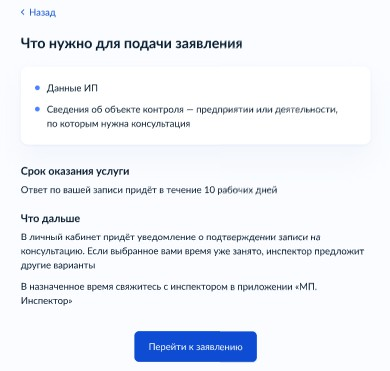 Назад
Что нужно для подачи заявления
Данные ИП
Сведения об объекте контроля — предприятии или деятельности,
по которым нужна консультация
Срок оказания услуги
Ответ по вашей записи придёт в течение 10 рабочих дней
Что дальше
В личный кабинет придёт уведомление о подтверждении записи на
консультацию. Если выбранное вами время уже занято, инспектор предложит
другие варианты
В назначенное время свяжитесь с инспектором в приложении «МП.
Инспектор»
Перейти к заявлению